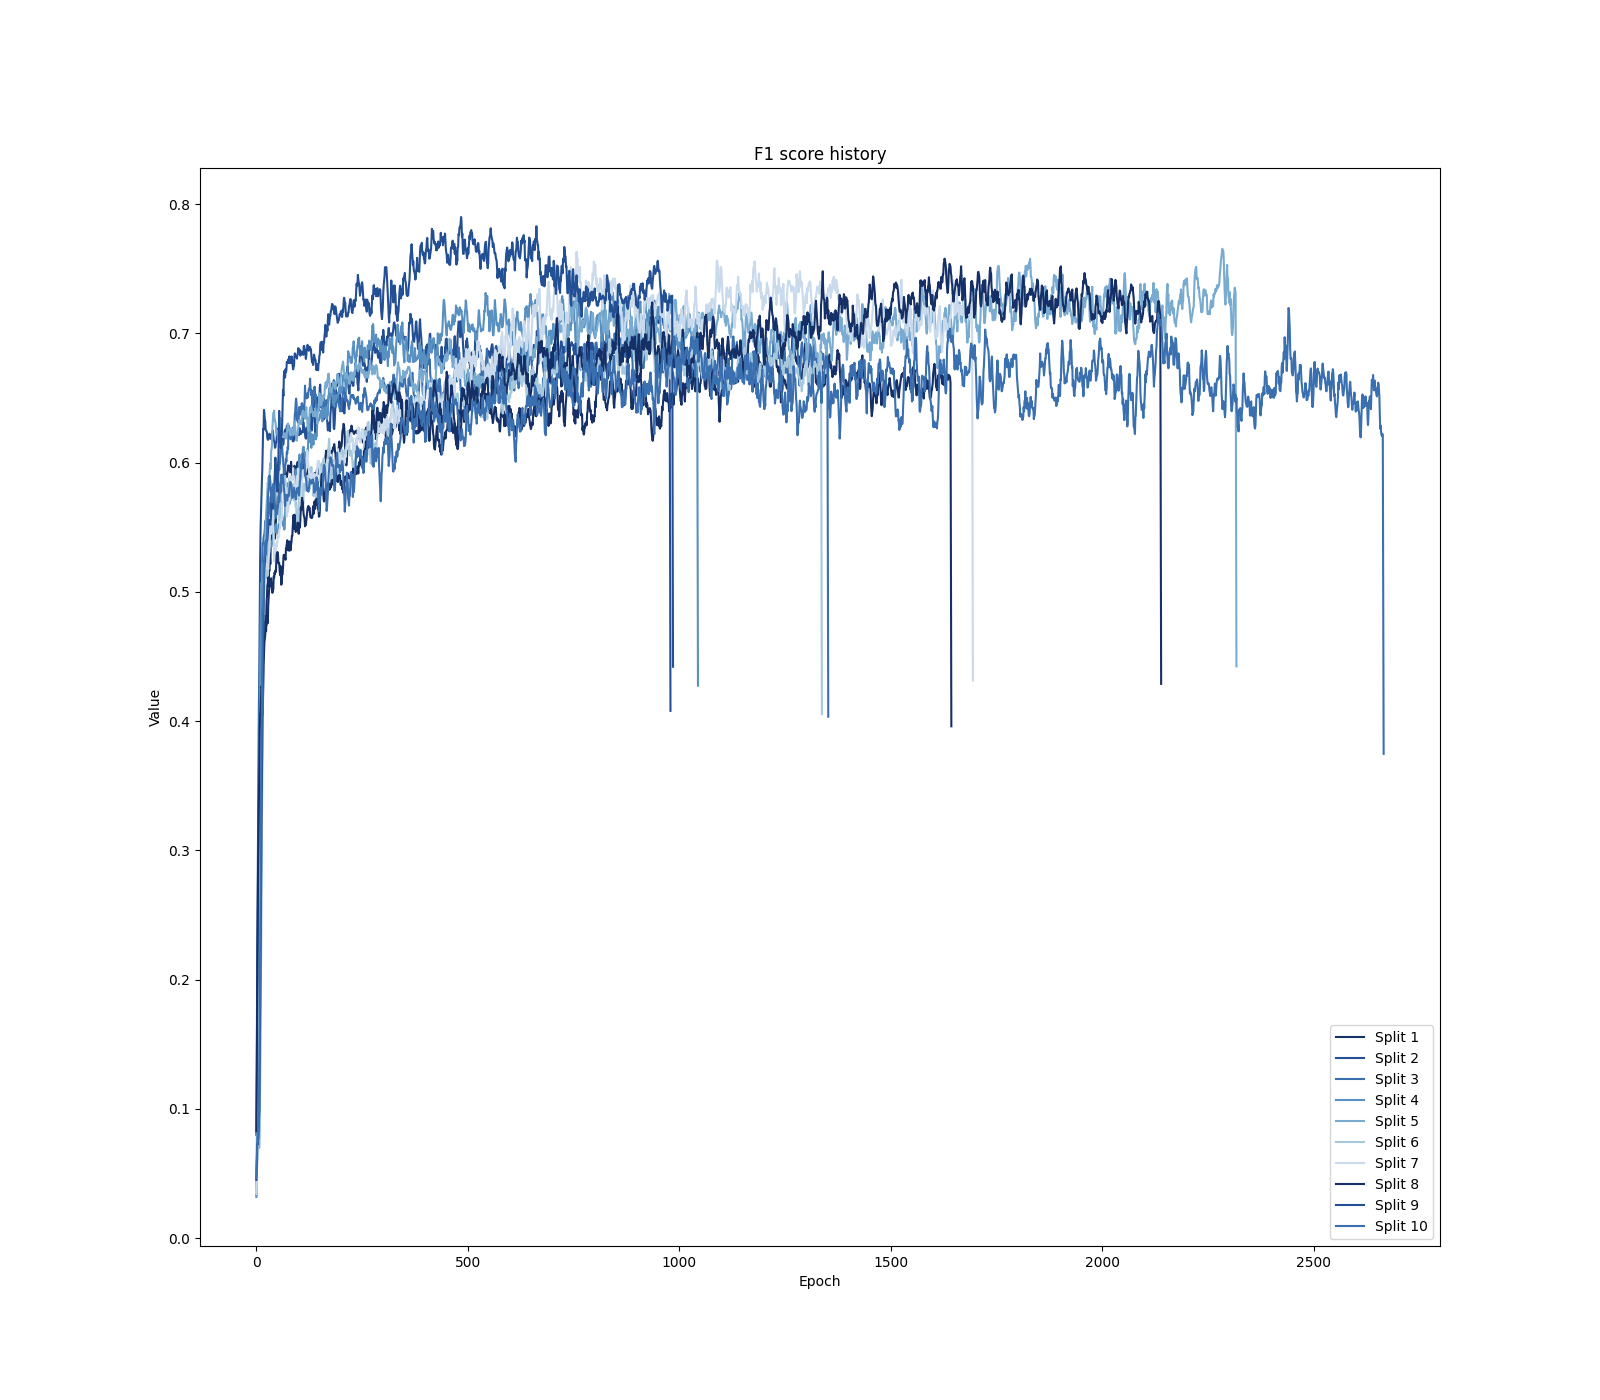 F1 score history
0.8
0.7
0.6
0.5
0.4
0.3
0.2
0.1
0.0
Value
0 500 1000 1500 2000 2500
Epoch
Split 1
Split 2
Split 3
Split 4
Split 5
Split 6
Split 7
Split 8
Split 9
Split 10